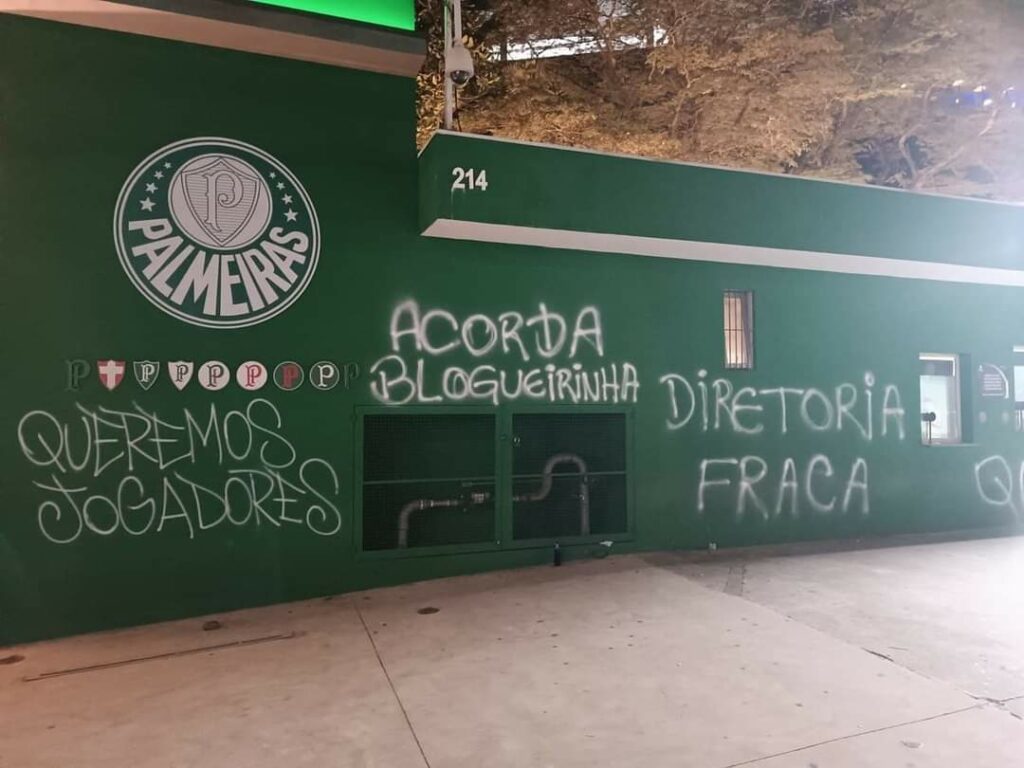 P
PALMEIRAS
214
P P P P P P P P
QUEREMOS
JOGADORES
ACORDA
BLOGUEIRINHA
DIRETORIA
FRACA